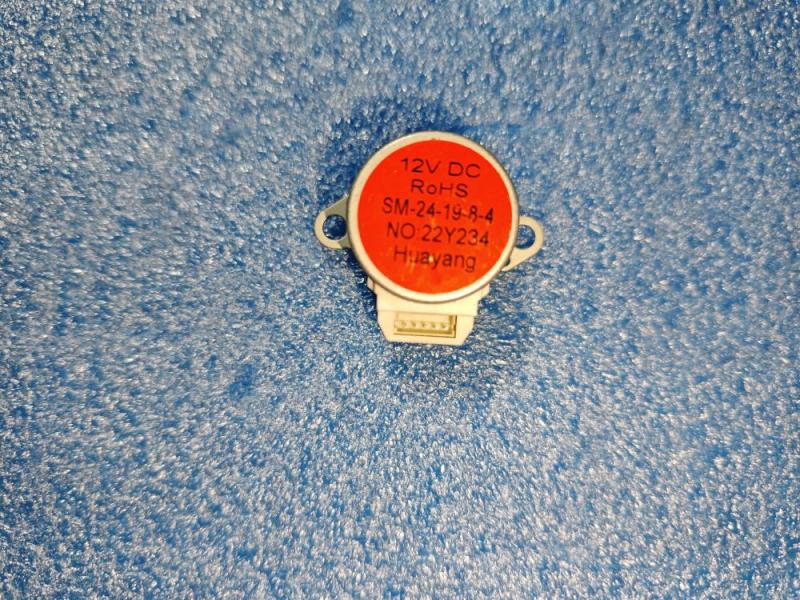 12V DC
RoHS
SM-24-19-8-4
NO:22Y234
Huayang